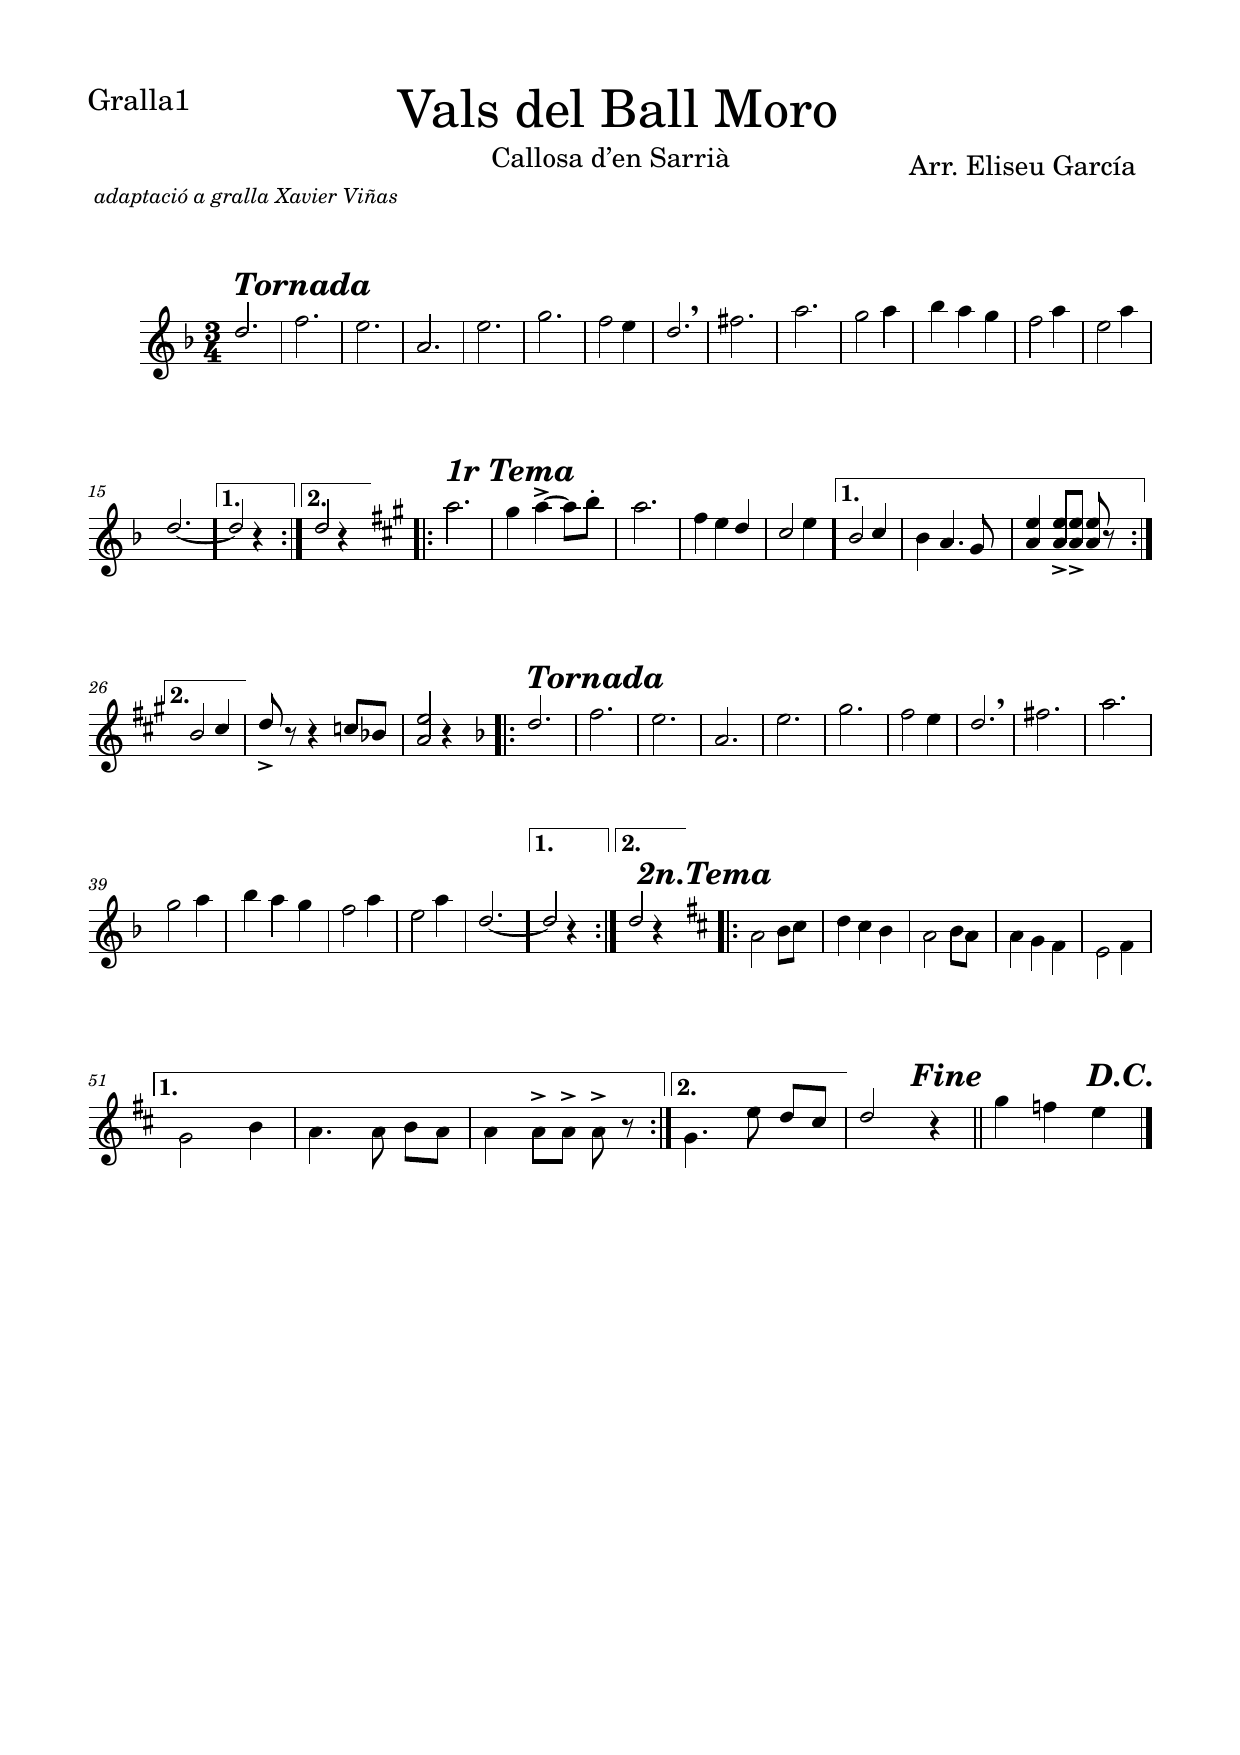 Gralla1
Vals del Ball Moro
Callosa d’en Sarrià
Arr. Eliseu García
adaptació a gralla Xavier Viñas
Tornada
3
4
1r Tema
15
1.
2.
1.
Tornada
26
2.
1.
2.
2n.Tema
39
Fine
D.C.
51
1.
2.